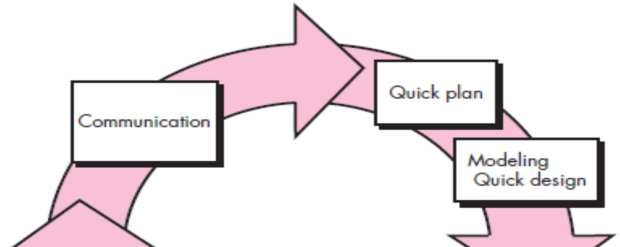 Communication
Quick plan
Modeling
Quick design